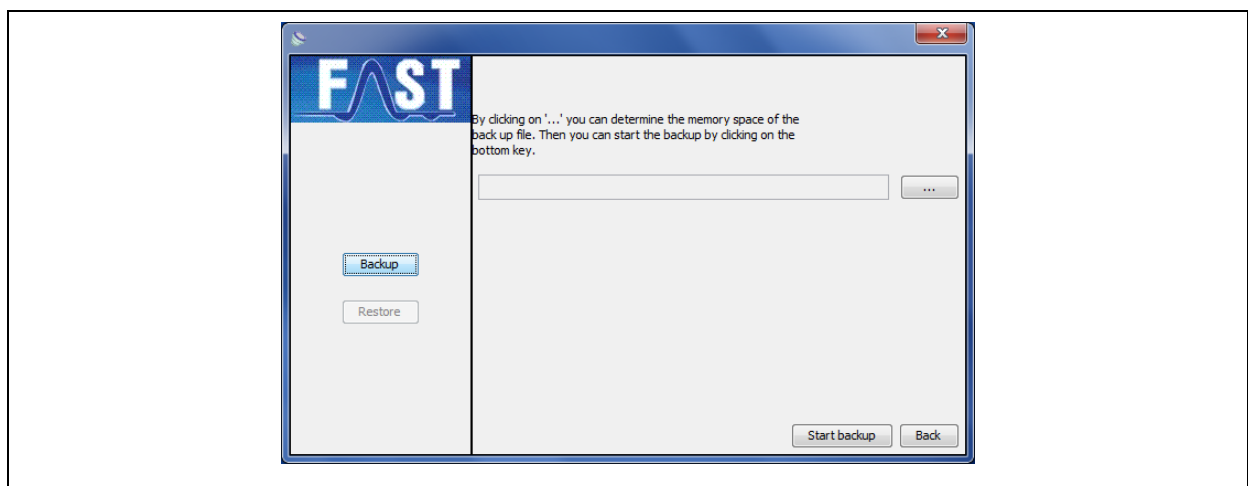 FAST
By clicking on '...' you can determine the memory space of the
back up file. Then you can start the backup by clicking on the
bottom key.
...
Backup
Restore
Start backup Back